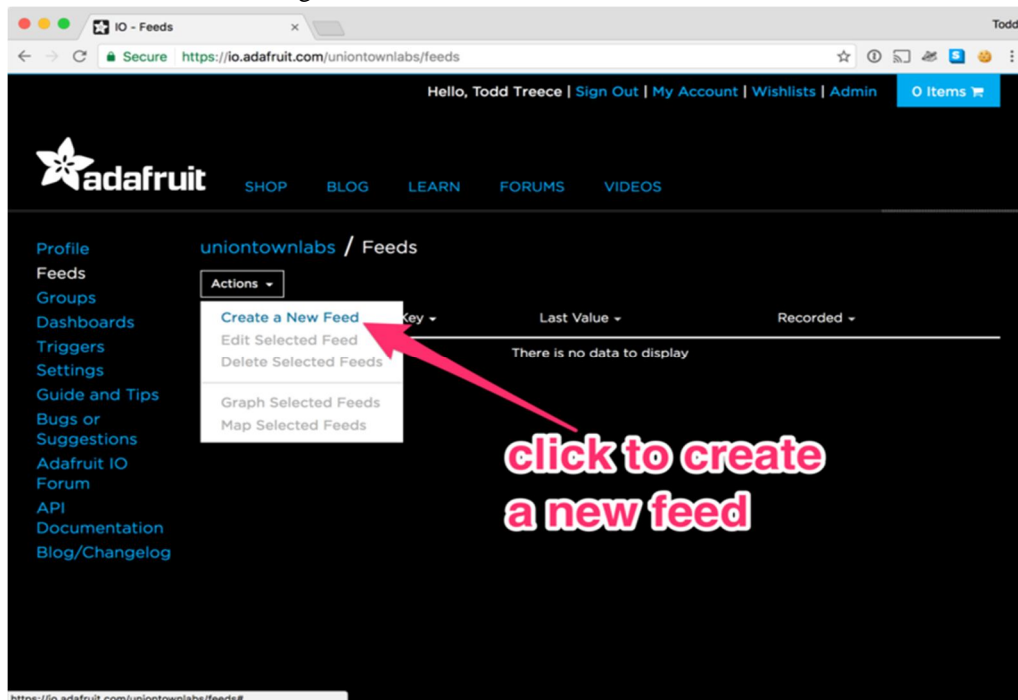 IO - Feeds
Todd
Secure https://io.adafruit.com/uniontownlabs/feeds
Hello, Todd Treece | Sign Out | My Account | Wishlists | Admin
0 Items
adafruit SHOP BLOG LEARN FORUMS VIDEOS
Profile
Feeds
Groups
Dashboards
Triggers
Settings
Guide and Tips
Bugs or
Suggestions
Adafruit IO
Forum
API
Documentation
Blog/Changelog
uniontownlabs / Feeds
Actions
Key Last Value Recorded
There is no data to display
Create a New Feed
Edit Selected Feed
Delete Selected Feeds
Graph Selected Feeds
Map Selected Feeds
click to create
a new feed
https://io.adafruit.com/uniontownlabs/feeds#